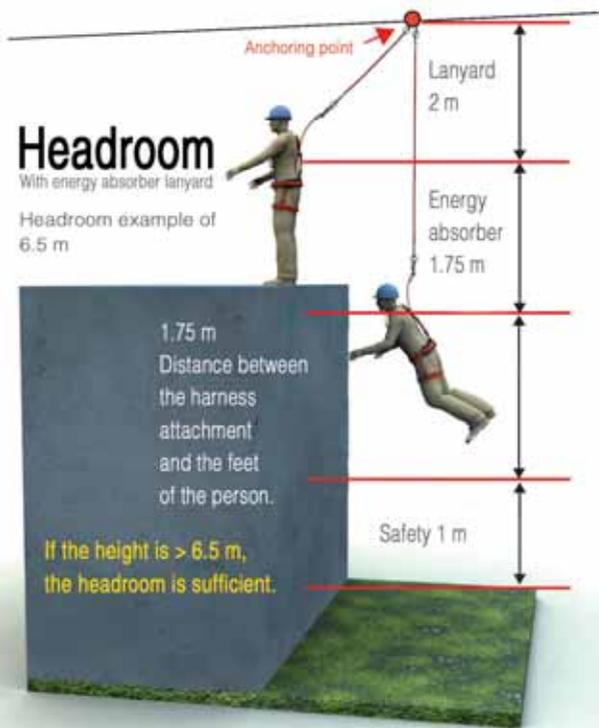 Anchoring point
Lanyard
2 m
Headroom
With energy absorber lanyard
Headroom example of
6.5 m
Energy
absorber
1.75 m
1.75 m
Distance between
the harness
attachment
and the feet
of the person.
Safety 1 m
If the height is > 6.5 m,
the headroom is sufficient.